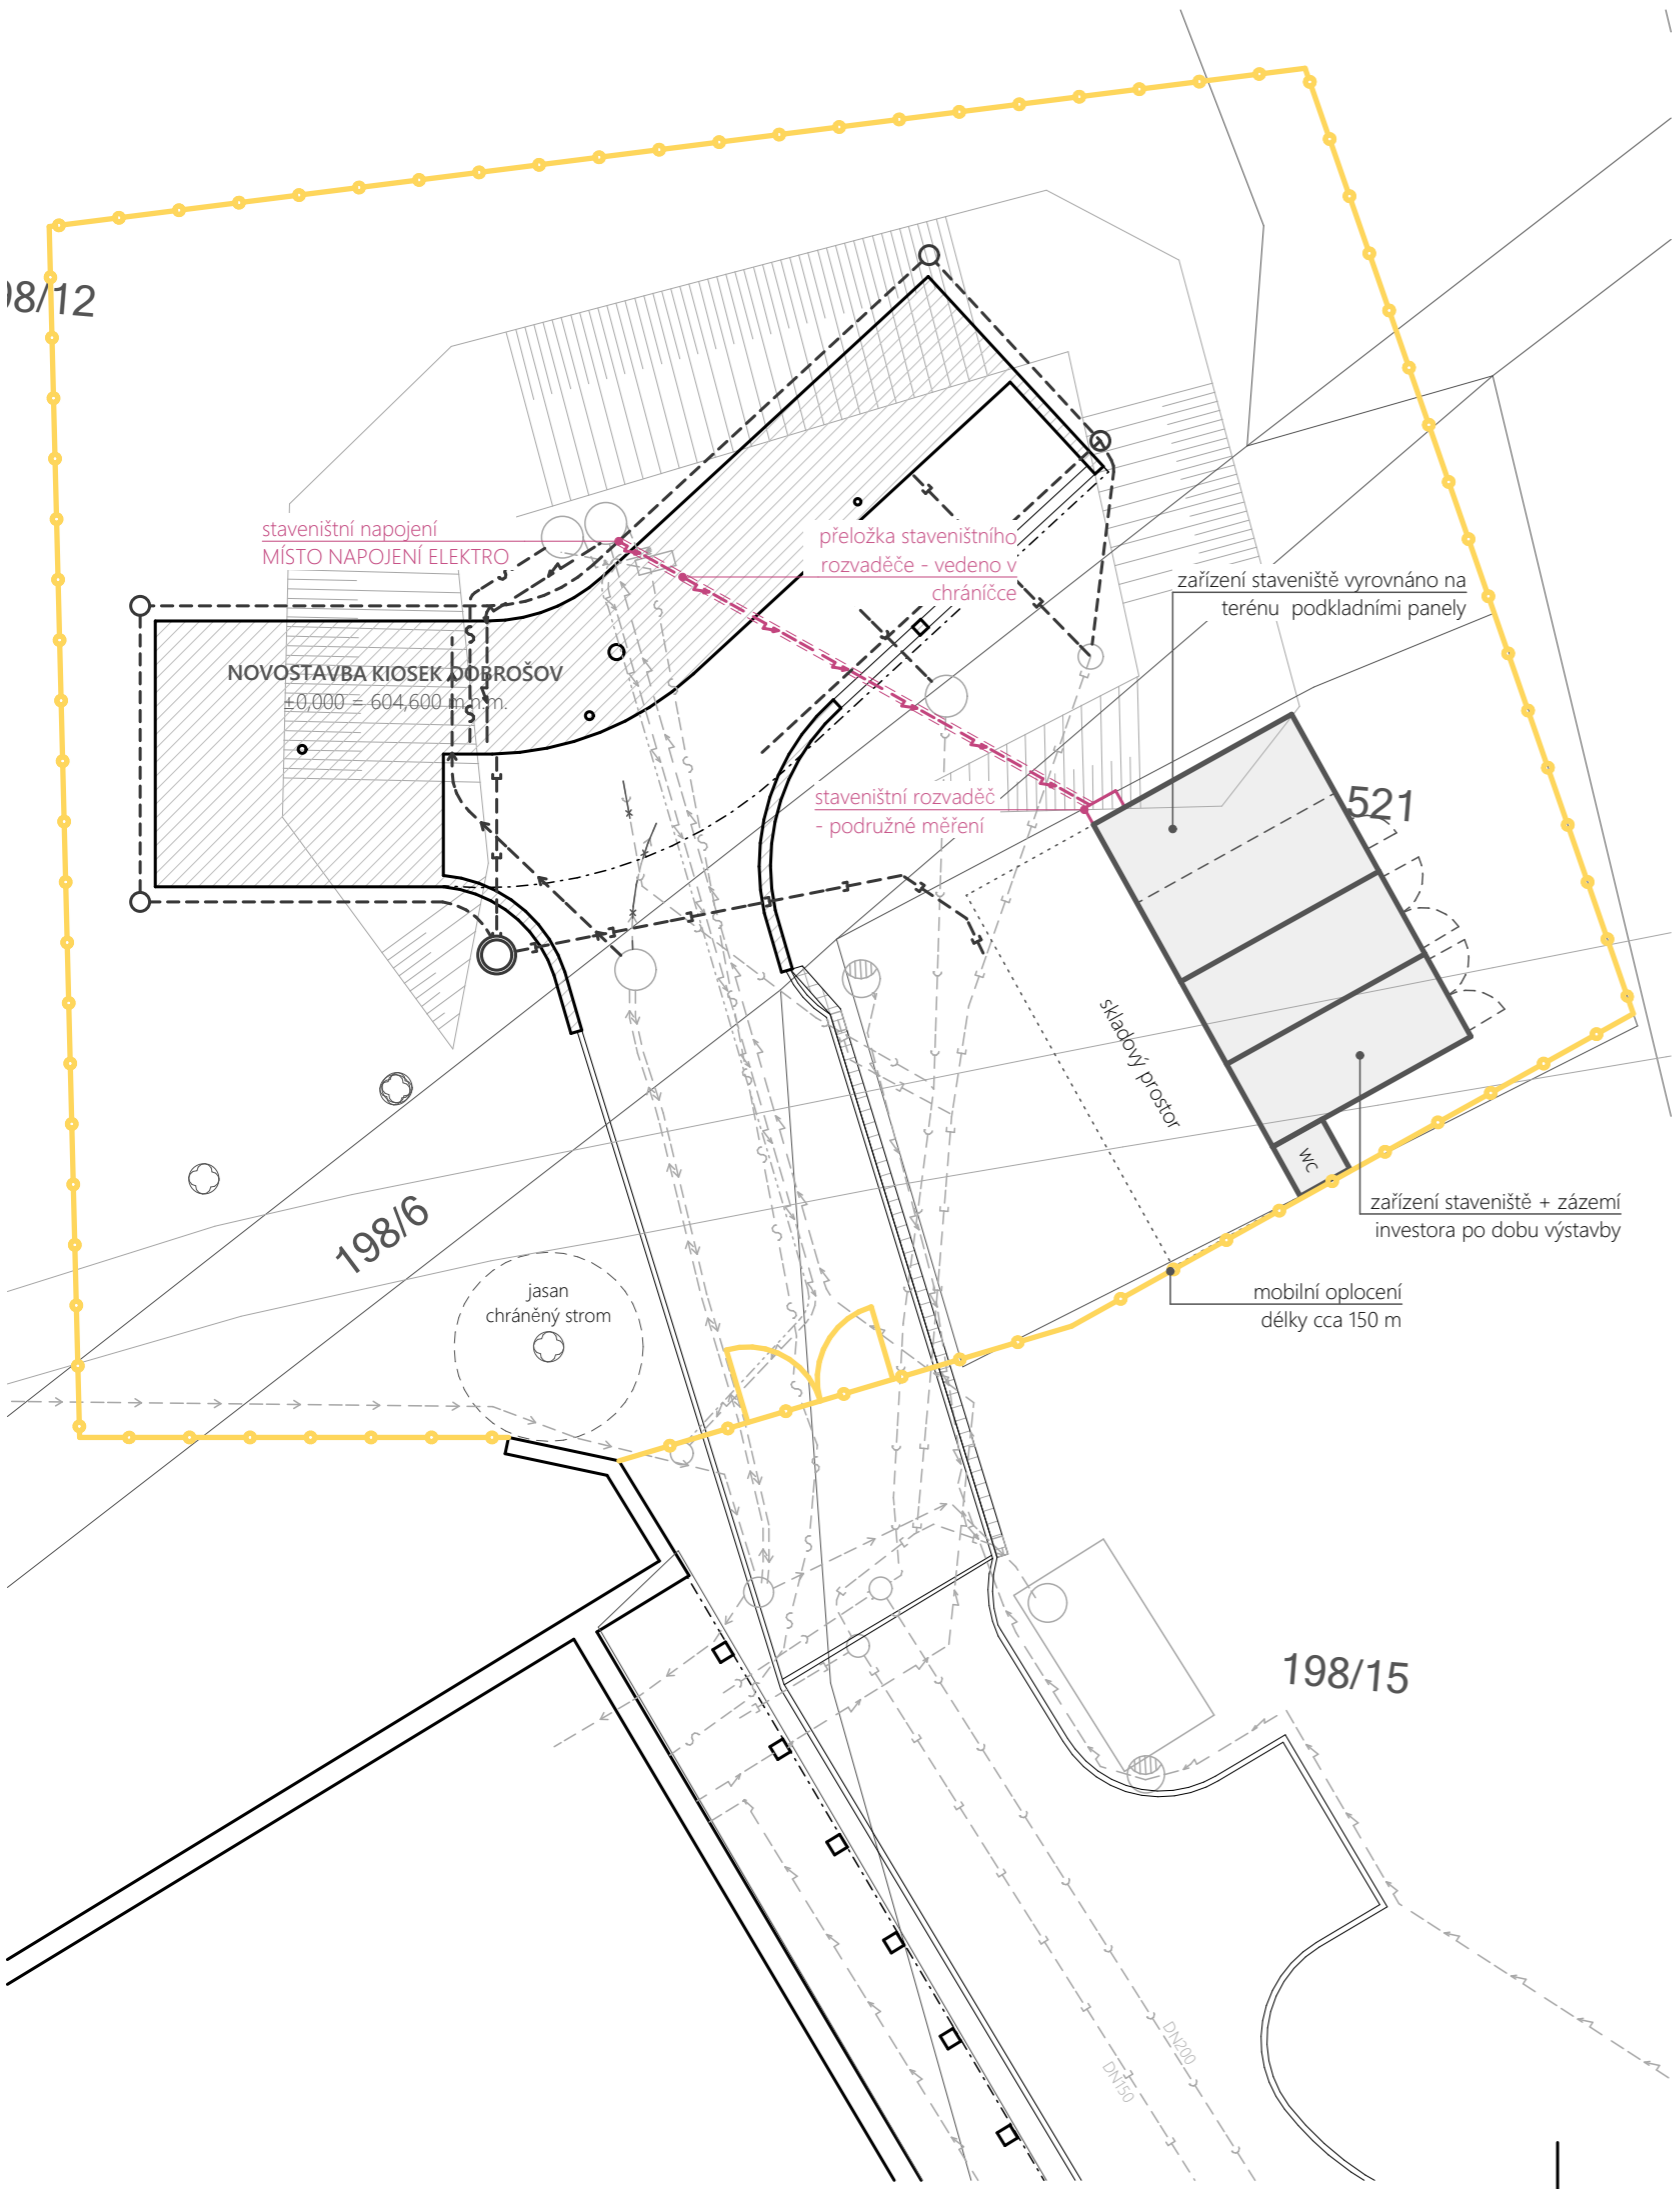 98/12
staveništní napojení
MÍSTO NAPOJENÍ ELEKTRO
přeložka staveništního
rozvaděče - vedeno v
chráničce
zařízení staveniště vyrovnáno na
terénu podkladními panely
NOVOSTAVBA KIOSEK DOBROŠOV
±0,000 = 604,600 m.n.m.
staveništní rozvaděč
- podružné měření
521
skladový prostor
WC
zařízení staveniště + zázemí
investora po dobu výstavby
198/6
jasan
chráněný strom
mobilní oplocení
délky cca 150 m
198/15
DN200
DN150